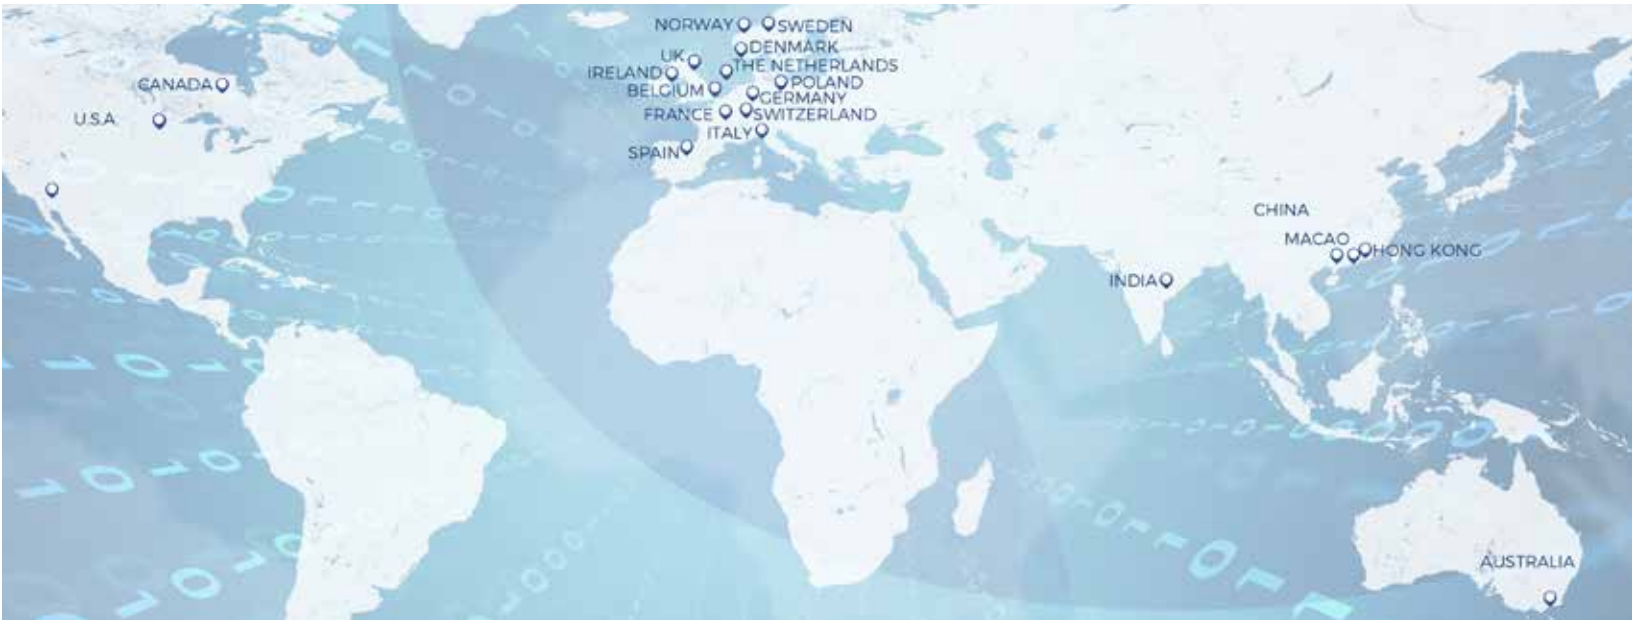 NORWAY
SWEDEN
DENMARK
UK
THE NETHERLANDS
IRELAND
POLAND
CANADA
BELGIUM
GERMANY
FRANCE
SWITZERLAND
U.S.A
ITALY
SPAIN
CHINA
MACAO
HONG KONG
INDIA
AUSTRALIA